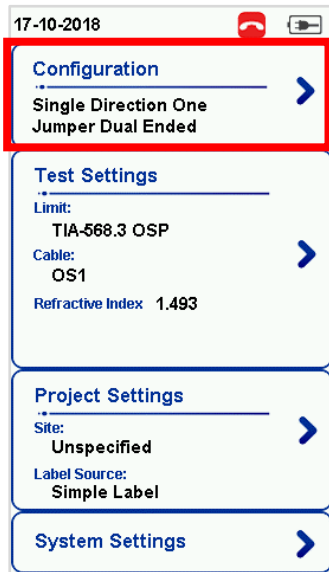 17-10-2018
Configuration
Single Direction One
Jumper Dual Ended
Test Settings
Limit:
TIA-568.3 OSP
Cable:
OS1
Refractive Index 1.493
Project Settings
Site:
Unspecified
Label Source:
Simple Label
System Settings